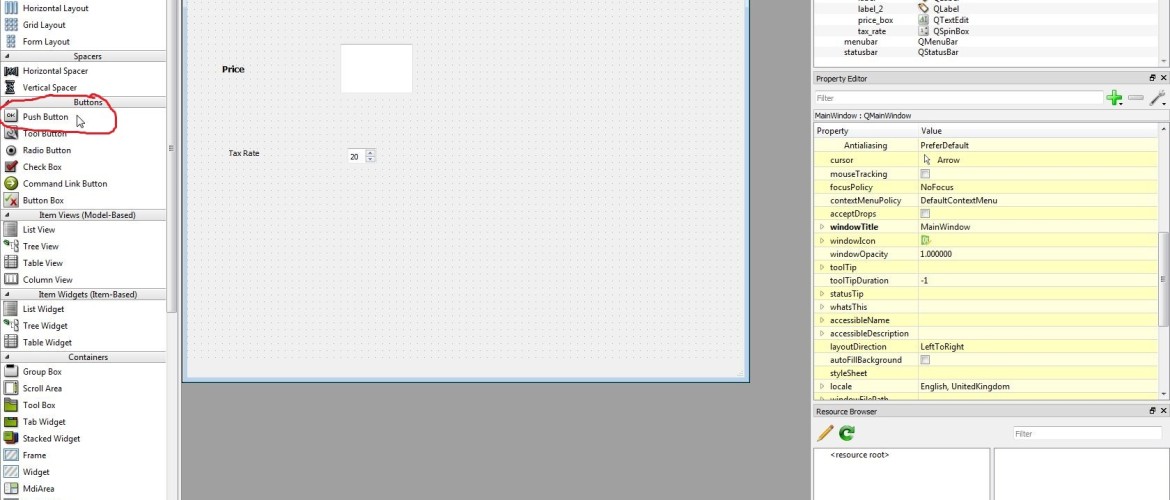 Horizontal Layout
Grid Layout
Form Layout
Spacers
Horizontal Spacer
Vertical Spacer
Buttons
OK Push Button
Tool Button
Radio Button
Check Box
Command Link Button
Button Box
Item Views (Model-Based)
List View
Tree View
Table View
Column View
Item Widgets (Item-Based)
List Widget
Tree Widget
Table Widget
Containers
Group Box
Scroll Area
Tool Box
Tab Widget
Stacked Widget
Frame
Widget
MdiArea
Price
Tax Rate 20
label_2 QLabel
price_box QTextEdit
tax_rate QSpinBox
menubar QMenuBar
statusbar QStatusBar
Property Editor
Filter
MainWindow : QMainWindow
Property Value
Antialiasing PreferDefault
cursor Arrow
mouseTracking
focusPolicy NoFocus
contextMenuPolicy DefaultContextMenu
acceptDrops
windowTitle MainWindow
windowIcon
windowOpacity 1.000000
toolTip
toolTipDuration -1
statusTip
whatsThis
accessibleName
accessibleDescription
layoutDirection LeftToRight
autoFillBackground
styleSheet
locale English, UnitedKingdom
windowFilePath
Resource Browser
Filter
<resource root>